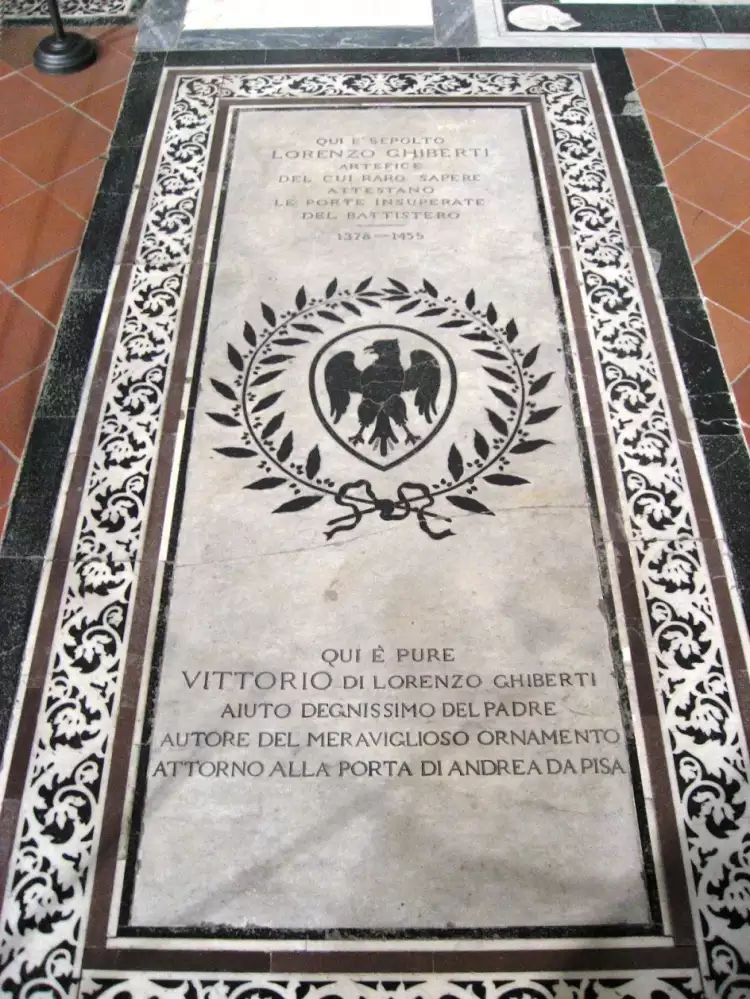 QUI E' SEPOLTO
LORENZO GHIBERTI
ARTEFICE
DEL CUI RARO SAPERE
ATTESTANO
LE PORTE INSUPERATE
DEL BATTISTERO
1378—1455
QUI È PURE
VITTORIO DI LORENZO GHIBERTI
AIUTO DEGNISSIMO DEL PADRE
AUTORE DEL MERAVIGLIOSO ORNAMENTO
ATTORNO ALLA PORTA DI ANDREA DA PISA